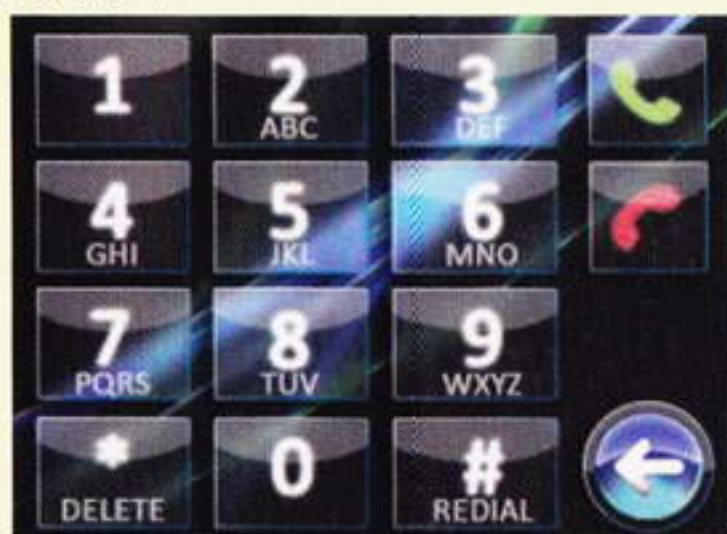 1 2 3
ABC DEF
4 5 6
GHI JKL MNO
7 8 9
PQRS TUV WXYZ
* 0 #
DELETE REDIAL